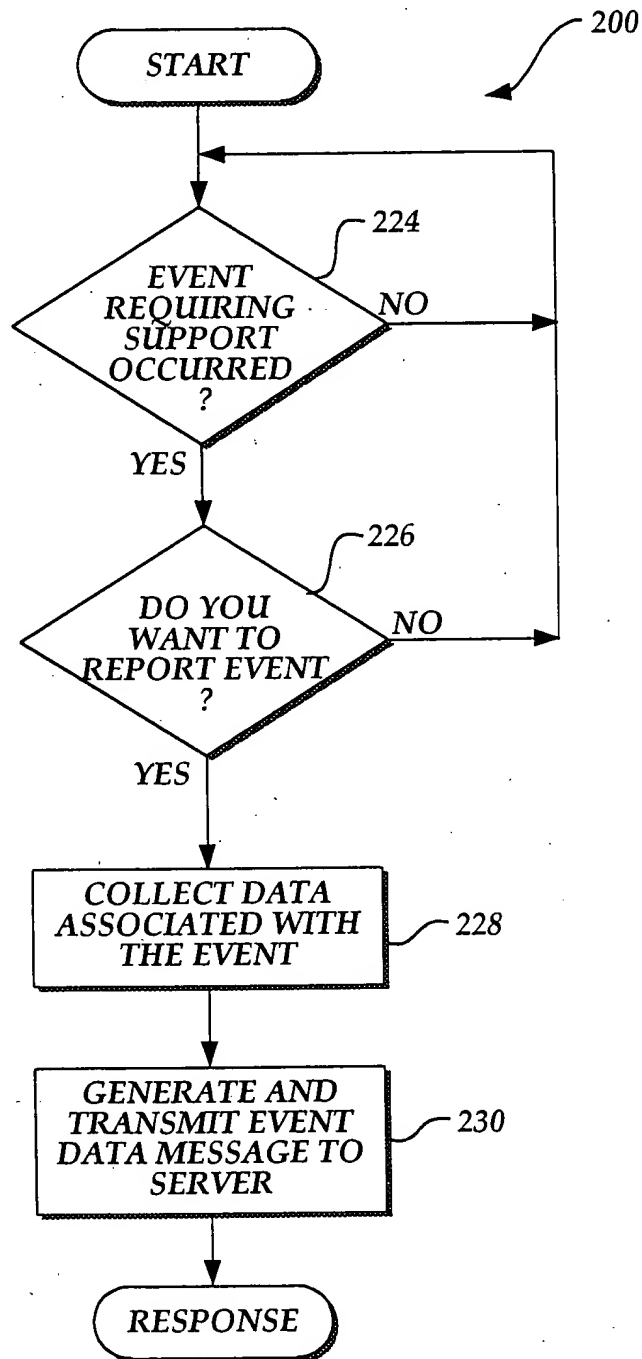 200
START
224
EVENT
REQUIRING
SUPPORT
OCCURRED
?
NO
YES
226
DO YOU
WANT TO
REPORT EVENT
?
NO
YES
COLLECT DATA
ASSOCIATED WITH
THE EVENT
228
GENERATE AND
TRANSMIT EVENT
DATA MESSAGE TO
SERVER
230
RESPONSE